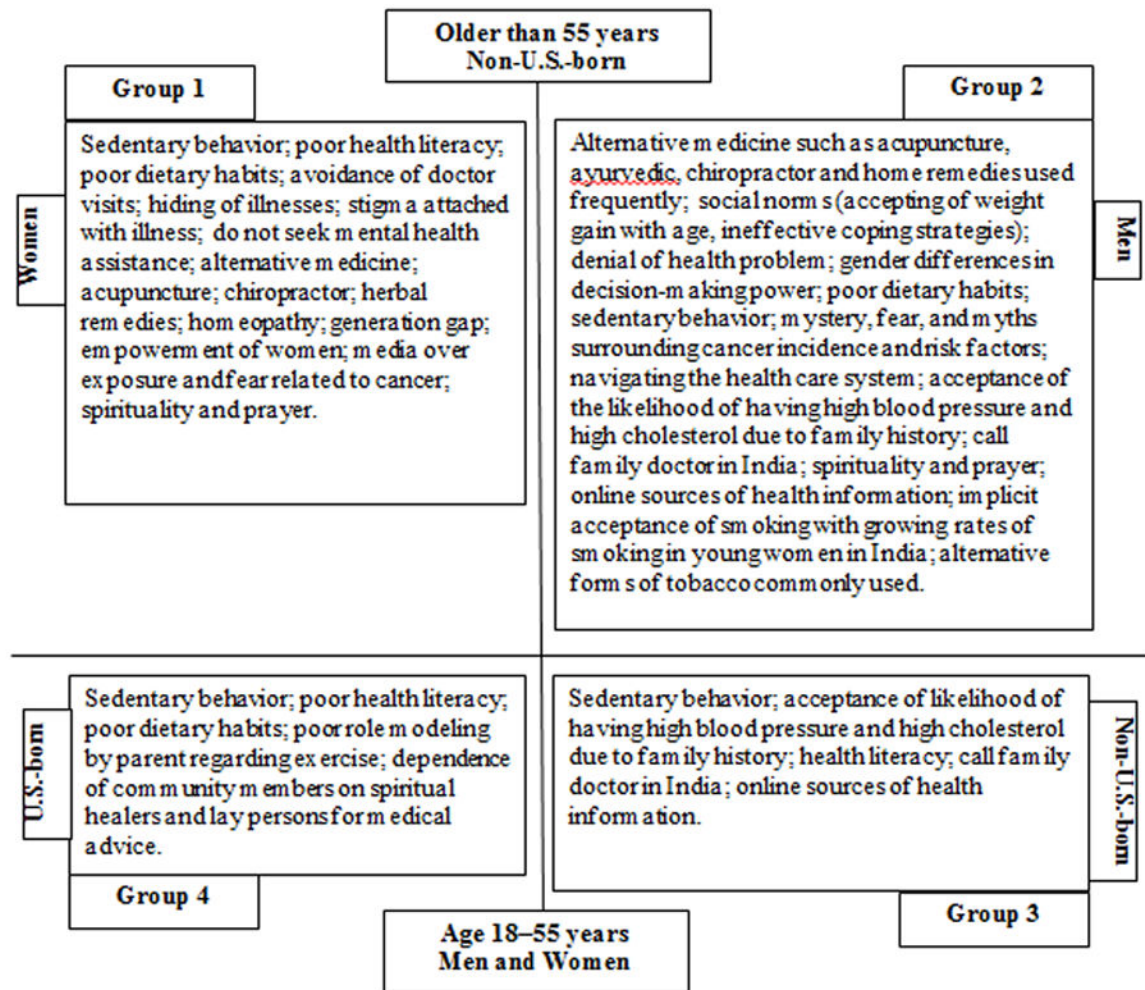 Older than 55 years
Non-U.S.-born
Group 1
Women
Sedentary behavior; poor health literacy;
poor dietary habits; avoidance of doctor
visits; hiding of illnesses; stigma attached
with illness; do not seek mental health
assistance; alternative medicine;
acupuncture; chiropractor; herbal
remedies; homeopathy; generation gap;
empowerment of women; media over
exposure and fear related to cancer;
spirituality and prayer.
Group 2
Men
Alternative medicine such as acupuncture,
ayurvedic, chiropractor and home remedies used
frequently; social norms (accepting of weight
gain with age, ineffective coping strategies);
denial of health problem; gender differences in
decision-making power; poor dietary habits;
sedentary behavior; mystery, fear, and myths
surrounding cancer incidence and risk factors;
navigating the health care system; acceptance of
the likelihood of having high blood pressure and
high cholesterol due to family history; call
family doctor in India; spirituality and prayer;
online sources of health information; implicit
acceptance of smoking with growing rates of
smoking in young women in India; alternative
forms of tobacco commonly used.
U.S.-born
Sedentary behavior; poor health literacy;
poor dietary habits; poor role modeling
by parent regarding exercise; dependence
of community members on spiritual
healers and lay persons for medical
advice.
Group 4
Non-U.S.-born
Sedentary behavior; acceptance of likelihood of
having high blood pressure and high cholesterol
due to family history; health literacy; call family
doctor in India; online sources of health
information.
Group 3
Age 18–55 years
Men and Women